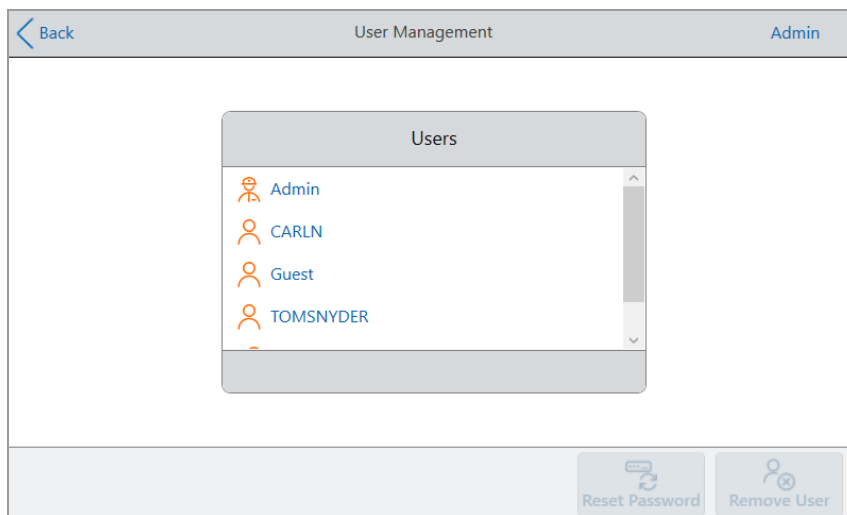 Back User Management Admin
Users
Admin
CARLN
Guest
TOMSNYDER
Reset Password Remove User